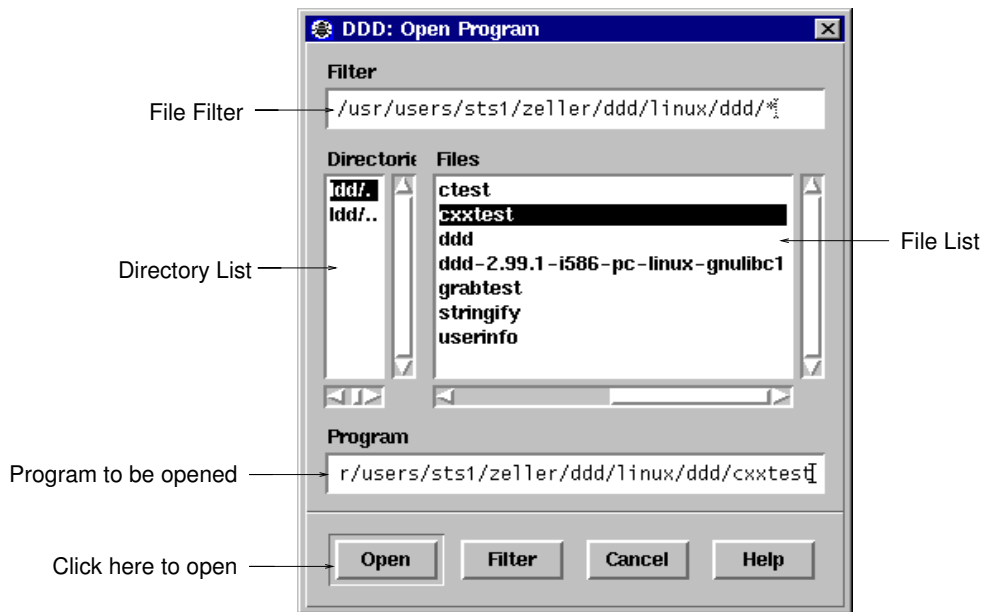 DDD: Open Program
Filter
File Filter
/usr/users/sts1/zeller/ddd/linux/ddd/*
Directorie
Files
ddd/.
ddd/..
ctest
cxxtest
ddd
ddd-2.99.1-i586-pc-linux-gnulibc1
grabtest
stringify
userinfo
Directory List
File List
Program
Program to be opened
r/users/sts1/zeller/ddd/linux/ddd/cxxtest
Click here to open
Open
Filter
Cancel
Help